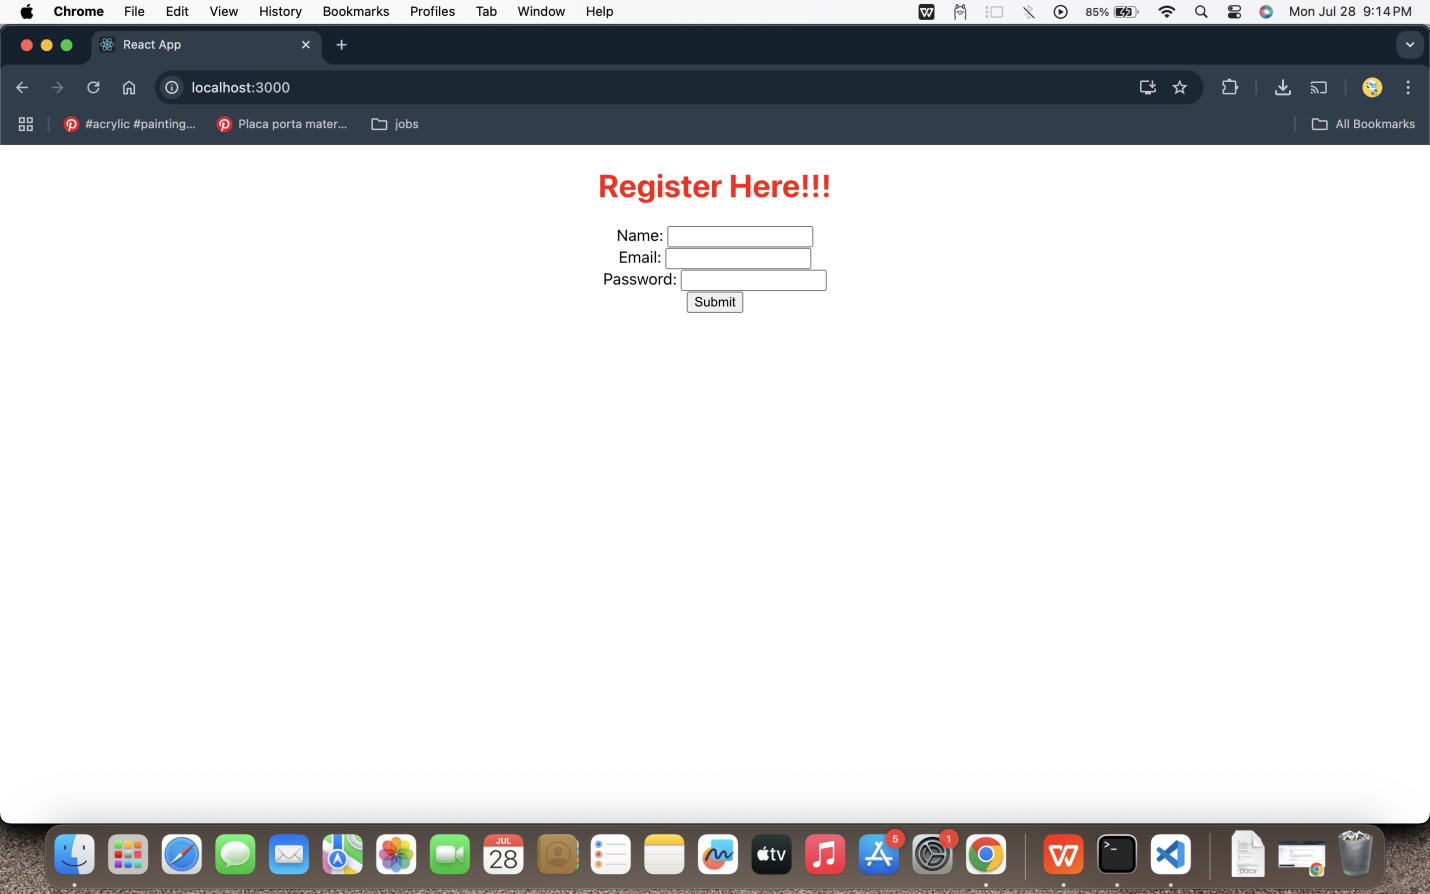 Chrome File Edit View History Bookmarks Profiles Tab Window Help 85% Mon Jul 28 9:14 PM
React App
localhost:3000
#acrylic #painting... Placa porta mater... jobs All Bookmarks
Register Here!!!
Name:
Email:
Password:
Submit
JUL
28
tv
5
1
>_
.DOCX